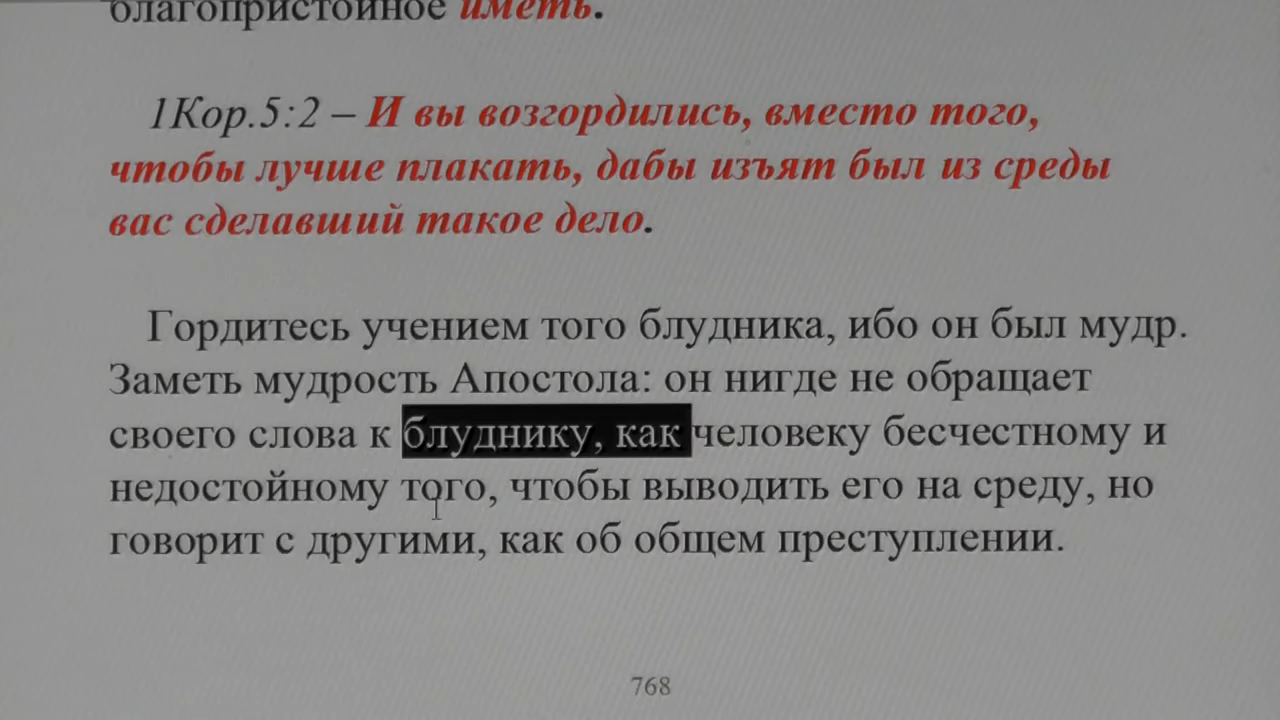 благопристойное иметь.
1Кор.5:2 – И вы возгордились, вместо того,
чтобы лучше плакать, дабы изъят был из среды
вас сделавший такое дело.
Гордитесь учением того блудника, ибо он был мудр.
Заметь мудрость Апостола: он нигде не обращает
своего слова к блуднику, как человеку бесчестному и
недостойному того, чтобы выводить его на среду, но
говорит с другими, как об общем преступлении.
768